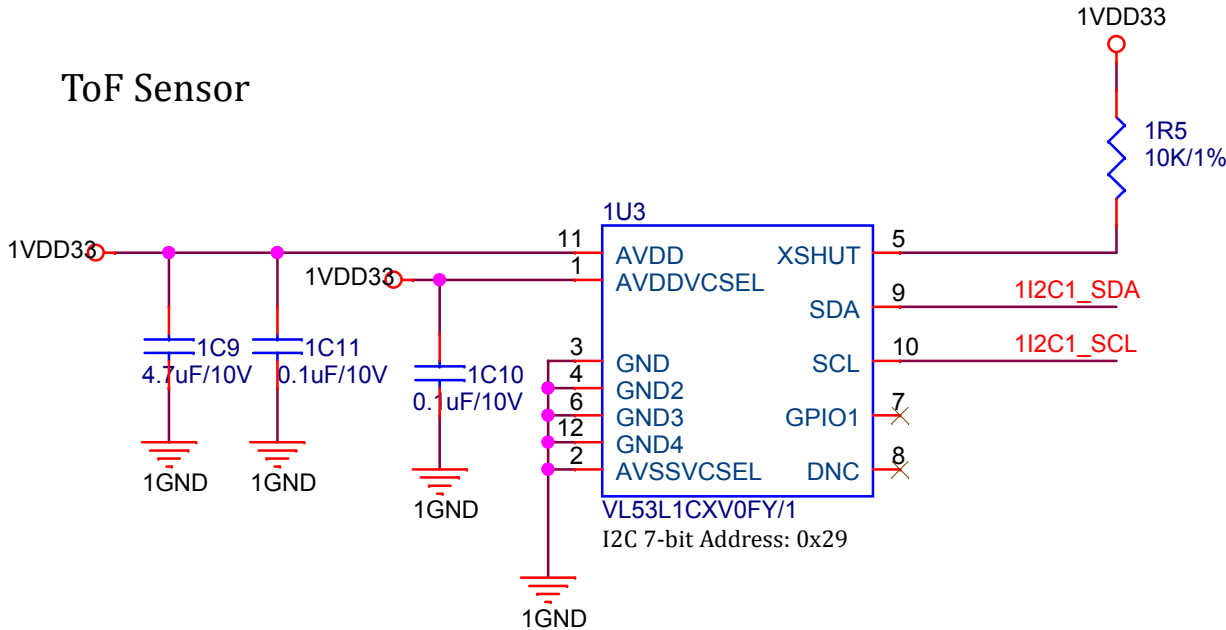 1VDD33
ToF Sensor
1R5
10K/1%
1U3
1VDD33
11
AVDD
XSHUT
5
1VDD33
1
AVDDVCSEL
SDA
9
1I2C1_SDA
1C9
4.7uF/10V
1C11
0.1uF/10V
1C10
0.1uF/10V
3
GND
SCL
10
1I2C1_SCL
4
GND2
6
GND3
GPIO1
7
12
GND4
2
AVSSVCSEL
DNC
8
1GND
1GND
1GND
VL53L1CXV0FY/1
I2C 7-bit Address: 0x29
1GND